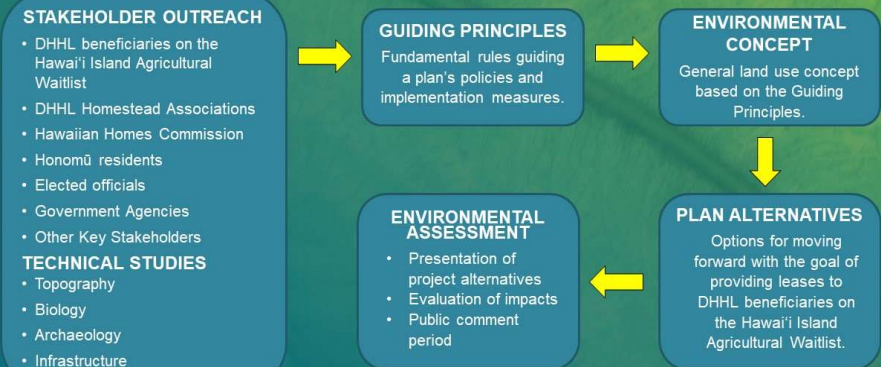 STAKEHOLDER OUTREACH
• DHHL beneficiaries on the
Hawai‘i Island Agricultural
Waitlist
• DHHL Homestead Associations
• Hawaiian Homes Commission
• Honomū residents
• Elected officials
• Government Agencies
• Other Key Stakeholders
TECHNICAL STUDIES
• Topography
• Biology
• Archaeology
• Infrastructure
GUIDING PRINCIPLES
Fundamental rules guiding
a plan's policies and
implementation measures.
ENVIRONMENTAL
CONCEPT
General land use concept
based on the Guiding
Principles.
PLAN ALTERNATIVES
Options for moving
forward with the goal of
providing leases to
DHHL beneficiaries on
the Hawai‘i Island
Agricultural Waitlist.
ENVIRONMENTAL
ASSESSMENT
• Presentation of
project alternatives
• Evaluation of impacts
• Public comment
period